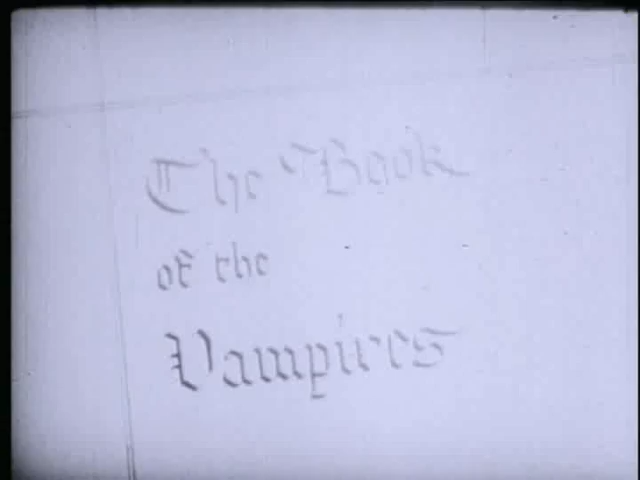 The Book
of the
Vampires